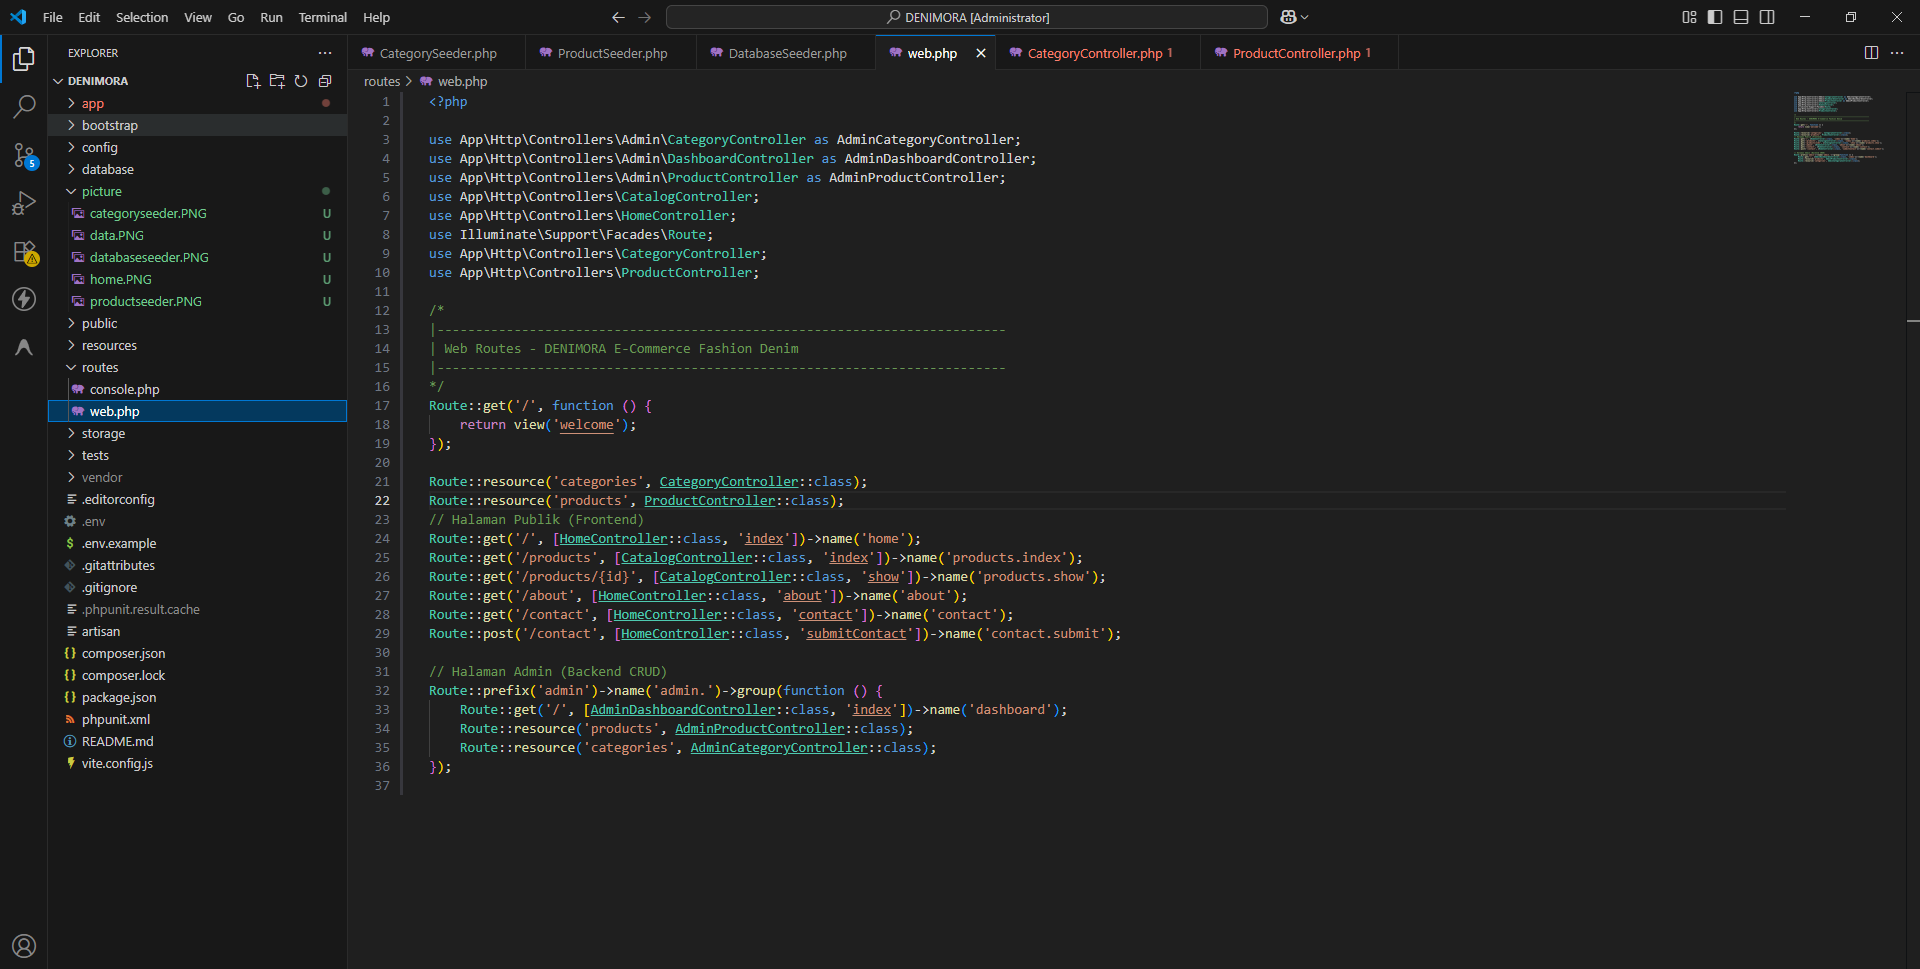 File Edit Selection View Go Run Terminal Help
DENIMORA [Administrator]
EXPLORER
DENIMORA
app
bootstrap
config
database
picture
categoryseeder.PNG U
data.PNG U
databaseseeder.PNG U
home.PNG U
productseeder.PNG U
public
resources
routes
console.php
web.php
storage
tests
vendor
.editorconfig
.env
.env.example
.gitattributes
.gitignore
.phpunit.result.cache
artisan
composer.json
composer.lock
package.json
phpunit.xml
README.md
vite.config.js
5
CategorySeeder.php ProductSeeder.php DatabaseSeeder.php web.php CategoryController.php 1 ProductController.php 1
routes > web.php
1 <?php
2
3 use App\Http\Controllers\Admin\CategoryController as AdminCategoryController;
4 use App\Http\Controllers\Admin\DashboardController as AdminDashboardController;
5 use App\Http\Controllers\Admin\ProductController as AdminProductController;
6 use App\Http\Controllers\CatalogController;
7 use App\Http\Controllers\HomeController;
8 use Illuminate\Support\Facades\Route;
9 use App\Http\Controllers\CategoryController;
10 use App\Http\Controllers\ProductController;
11
12 /*
13 |--------------------------------------------------------------------------
14 | Web Routes - DENIMORA E-Commerce Fashion Denim
15 |--------------------------------------------------------------------------
16 */
17 Route::get('/', function () {
18     return view('welcome');
19 });
20
21 Route::resource('categories', CategoryController::class);
22 Route::resource('products', ProductController::class);
23 // Halaman Publik (Frontend)
24 Route::get('/', [HomeController::class, 'index'])->name('home');
25 Route::get('/products', [CatalogController::class, 'index'])->name('products.index');
26 Route::get('/products/{id}', [CatalogController::class, 'show'])->name('products.show');
27 Route::get('/about', [HomeController::class, 'about'])->name('about');
28 Route::get('/contact', [HomeController::class, 'contact'])->name('contact');
29 Route::post('/contact', [HomeController::class, 'submitContact'])->name('contact.submit');
30
31 // Halaman Admin (Backend CRUD)
32 Route::prefix('admin')->name('admin.')->group(function () {
33     Route::get('/', [AdminDashboardController::class, 'index'])->name('dashboard');
34     Route::resource('products', AdminProductController::class);
35     Route::resource('categories', AdminCategoryController::class);
36 });
37